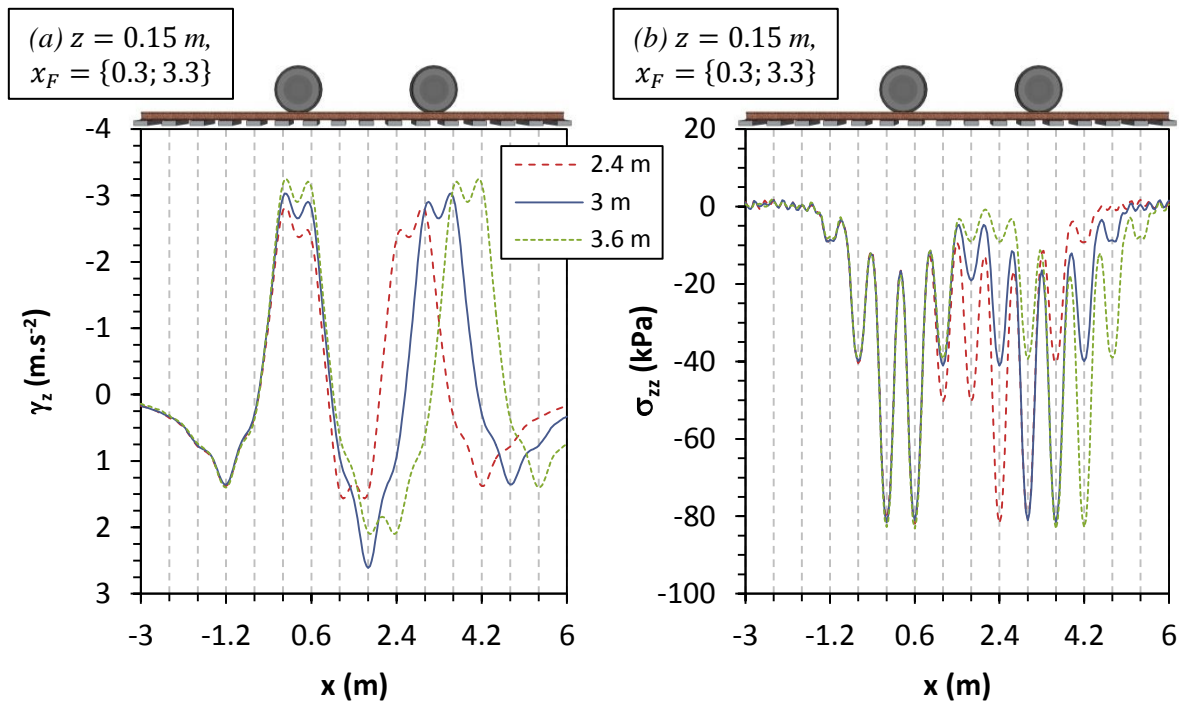 (a) z = 0.15 m,
x_F = {0.3; 3.3}
-4
-3
-2
-1
0
1
2
3
γ_z (m.s⁻²)
-3
-1.2
0.6
2.4
4.2
6
x (m)
2.4 m
3 m
3.6 m
(b) z = 0.15 m,
x_F = {0.3; 3.3}
20
0
-20
-40
-60
-80
-100
σ_zz (kPa)
-3
-1.2
0.6
2.4
4.2
6
x (m)